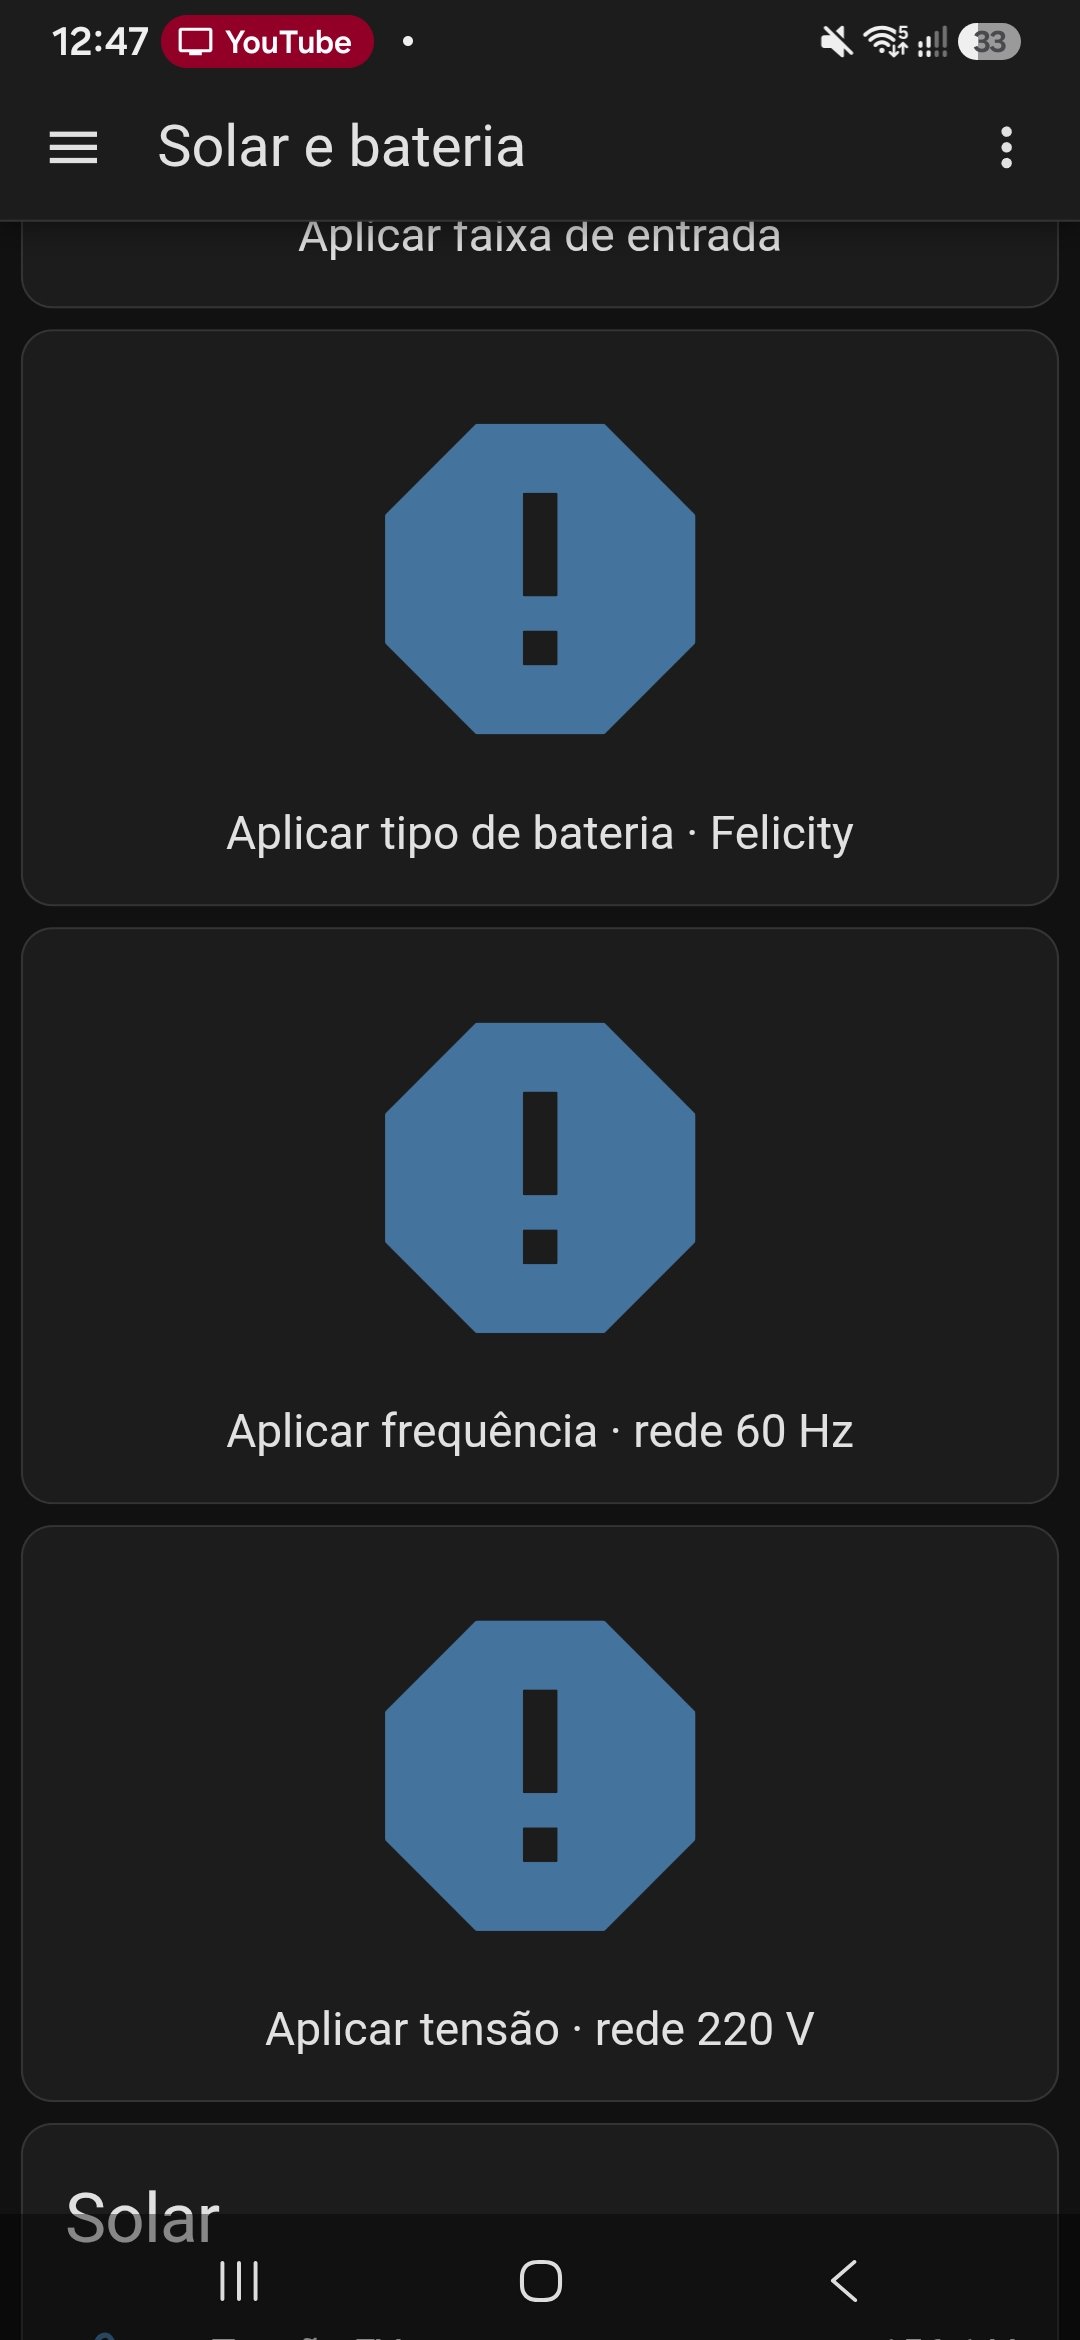 12:47 YouTube
5 33
Solar e bateria
Aplicar faixa de entrada
Aplicar tipo de bateria · Felicity
Aplicar frequência · rede 60 Hz
Aplicar tensão · rede 220 V
Solar